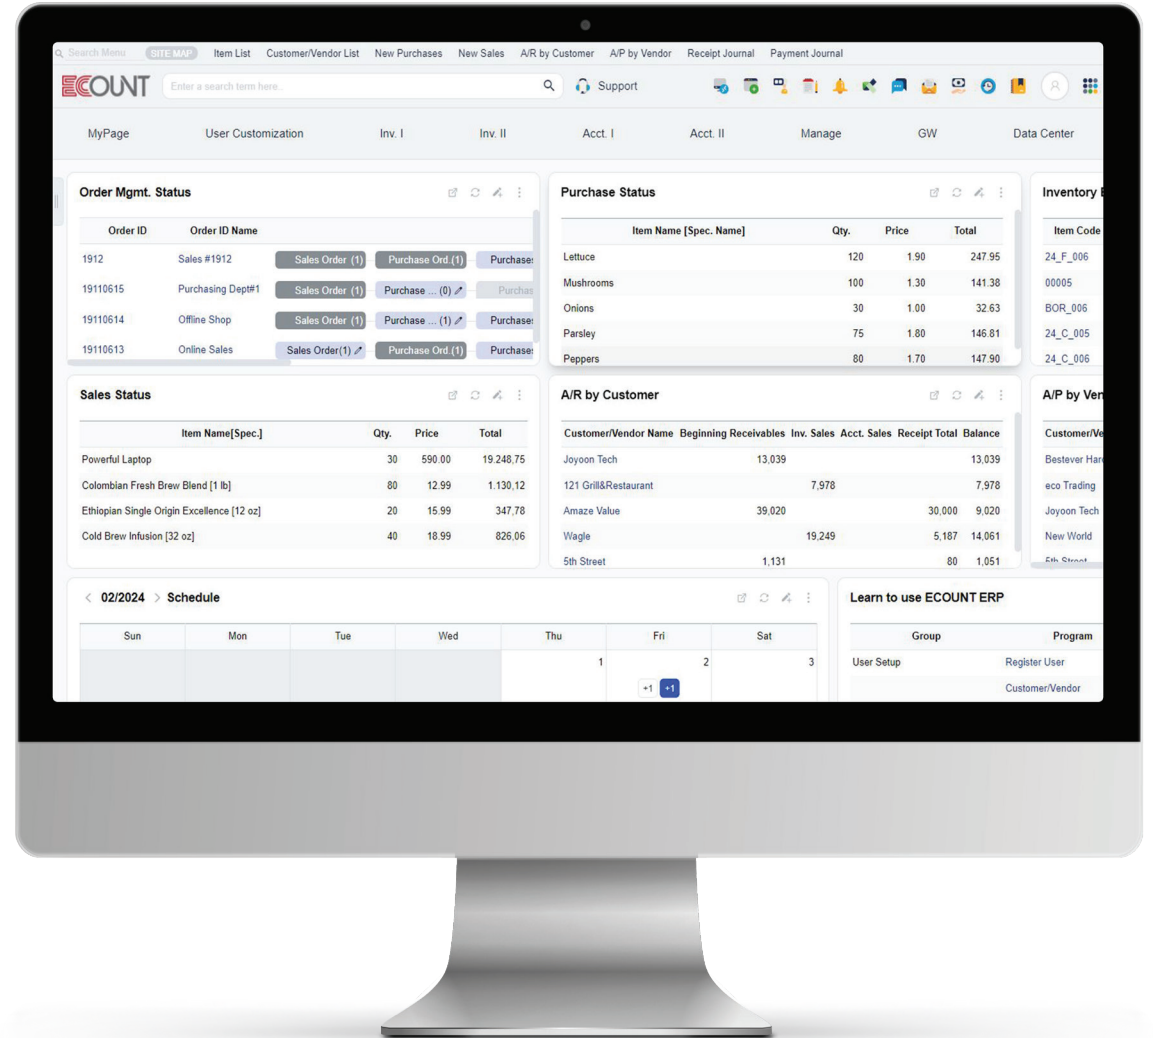 Search Menu SITE MAP Item List Customer/Vendor List New Purchases New Sales A/R by Customer A/P by Vendor Receipt Journal Payment Journal
ECOUNT Enter a search term here. Support
MyPage User Customization Inv. I Inv. II Acct. I Acct. II Manage GW Data Center
Order Mgmt. Status
Order ID Order ID Name
1912 Sales #1912 Sales Order (1) Purchase Ord.(1) Purchases
19110615 Purchasing Dept#1 Sales Order (1) Purchase ... (0) Purchas
19110614 Offline Shop Sales Order (1) Purchase ... (1) Purchases
19110613 Online Sales Sales Order(1) Purchase Ord.(1) Purchases
Purchase Status
Item Name [Spec. Name] Qty. Price Total
Lettuce 120 1.90 247.95
Mushrooms 100 1.30 141.38
Onions 30 1.00 32.63
Parsley 75 1.80 146.81
Peppers 80 1.70 147.90
Inventory
Item Code
24_F_006
00005
BOR_006
24_C_005
24_C_006
Sales Status
Item Name[Spec.] Qty. Price Total
Powerful Laptop 30 590.00 19.248,75
Colombian Fresh Brew Blend [1 lb] 80 12.99 1.130,12
Ethiopian Single Origin Excellence [12 oz] 20 15.99 347,78
Cold Brew Infusion [32 oz] 40 18.99 826,06
A/R by Customer
Customer/Vendor Name Beginning Receivables Inv. Sales Acct. Sales Receipt Total Balance
Joyoon Tech 13,039 13,039
121 Grill&Restaurant 7,978 7,978
Amaze Value 39,020 30,000 9,020
Wagle 19,249 5,187 14,061
5th Street 1,131 80 1,051
A/P by Ven
Customer/Ve
Bestever Har
eco Trading
Joyoon Tech
New World
5th Street
02/2024 Schedule
Sun Mon Tue Wed Thu Fri Sat
1 2 3
+1 +1
Learn to use ECOUNT ERP
Group Program
User Setup Register User
Customer/Vendor